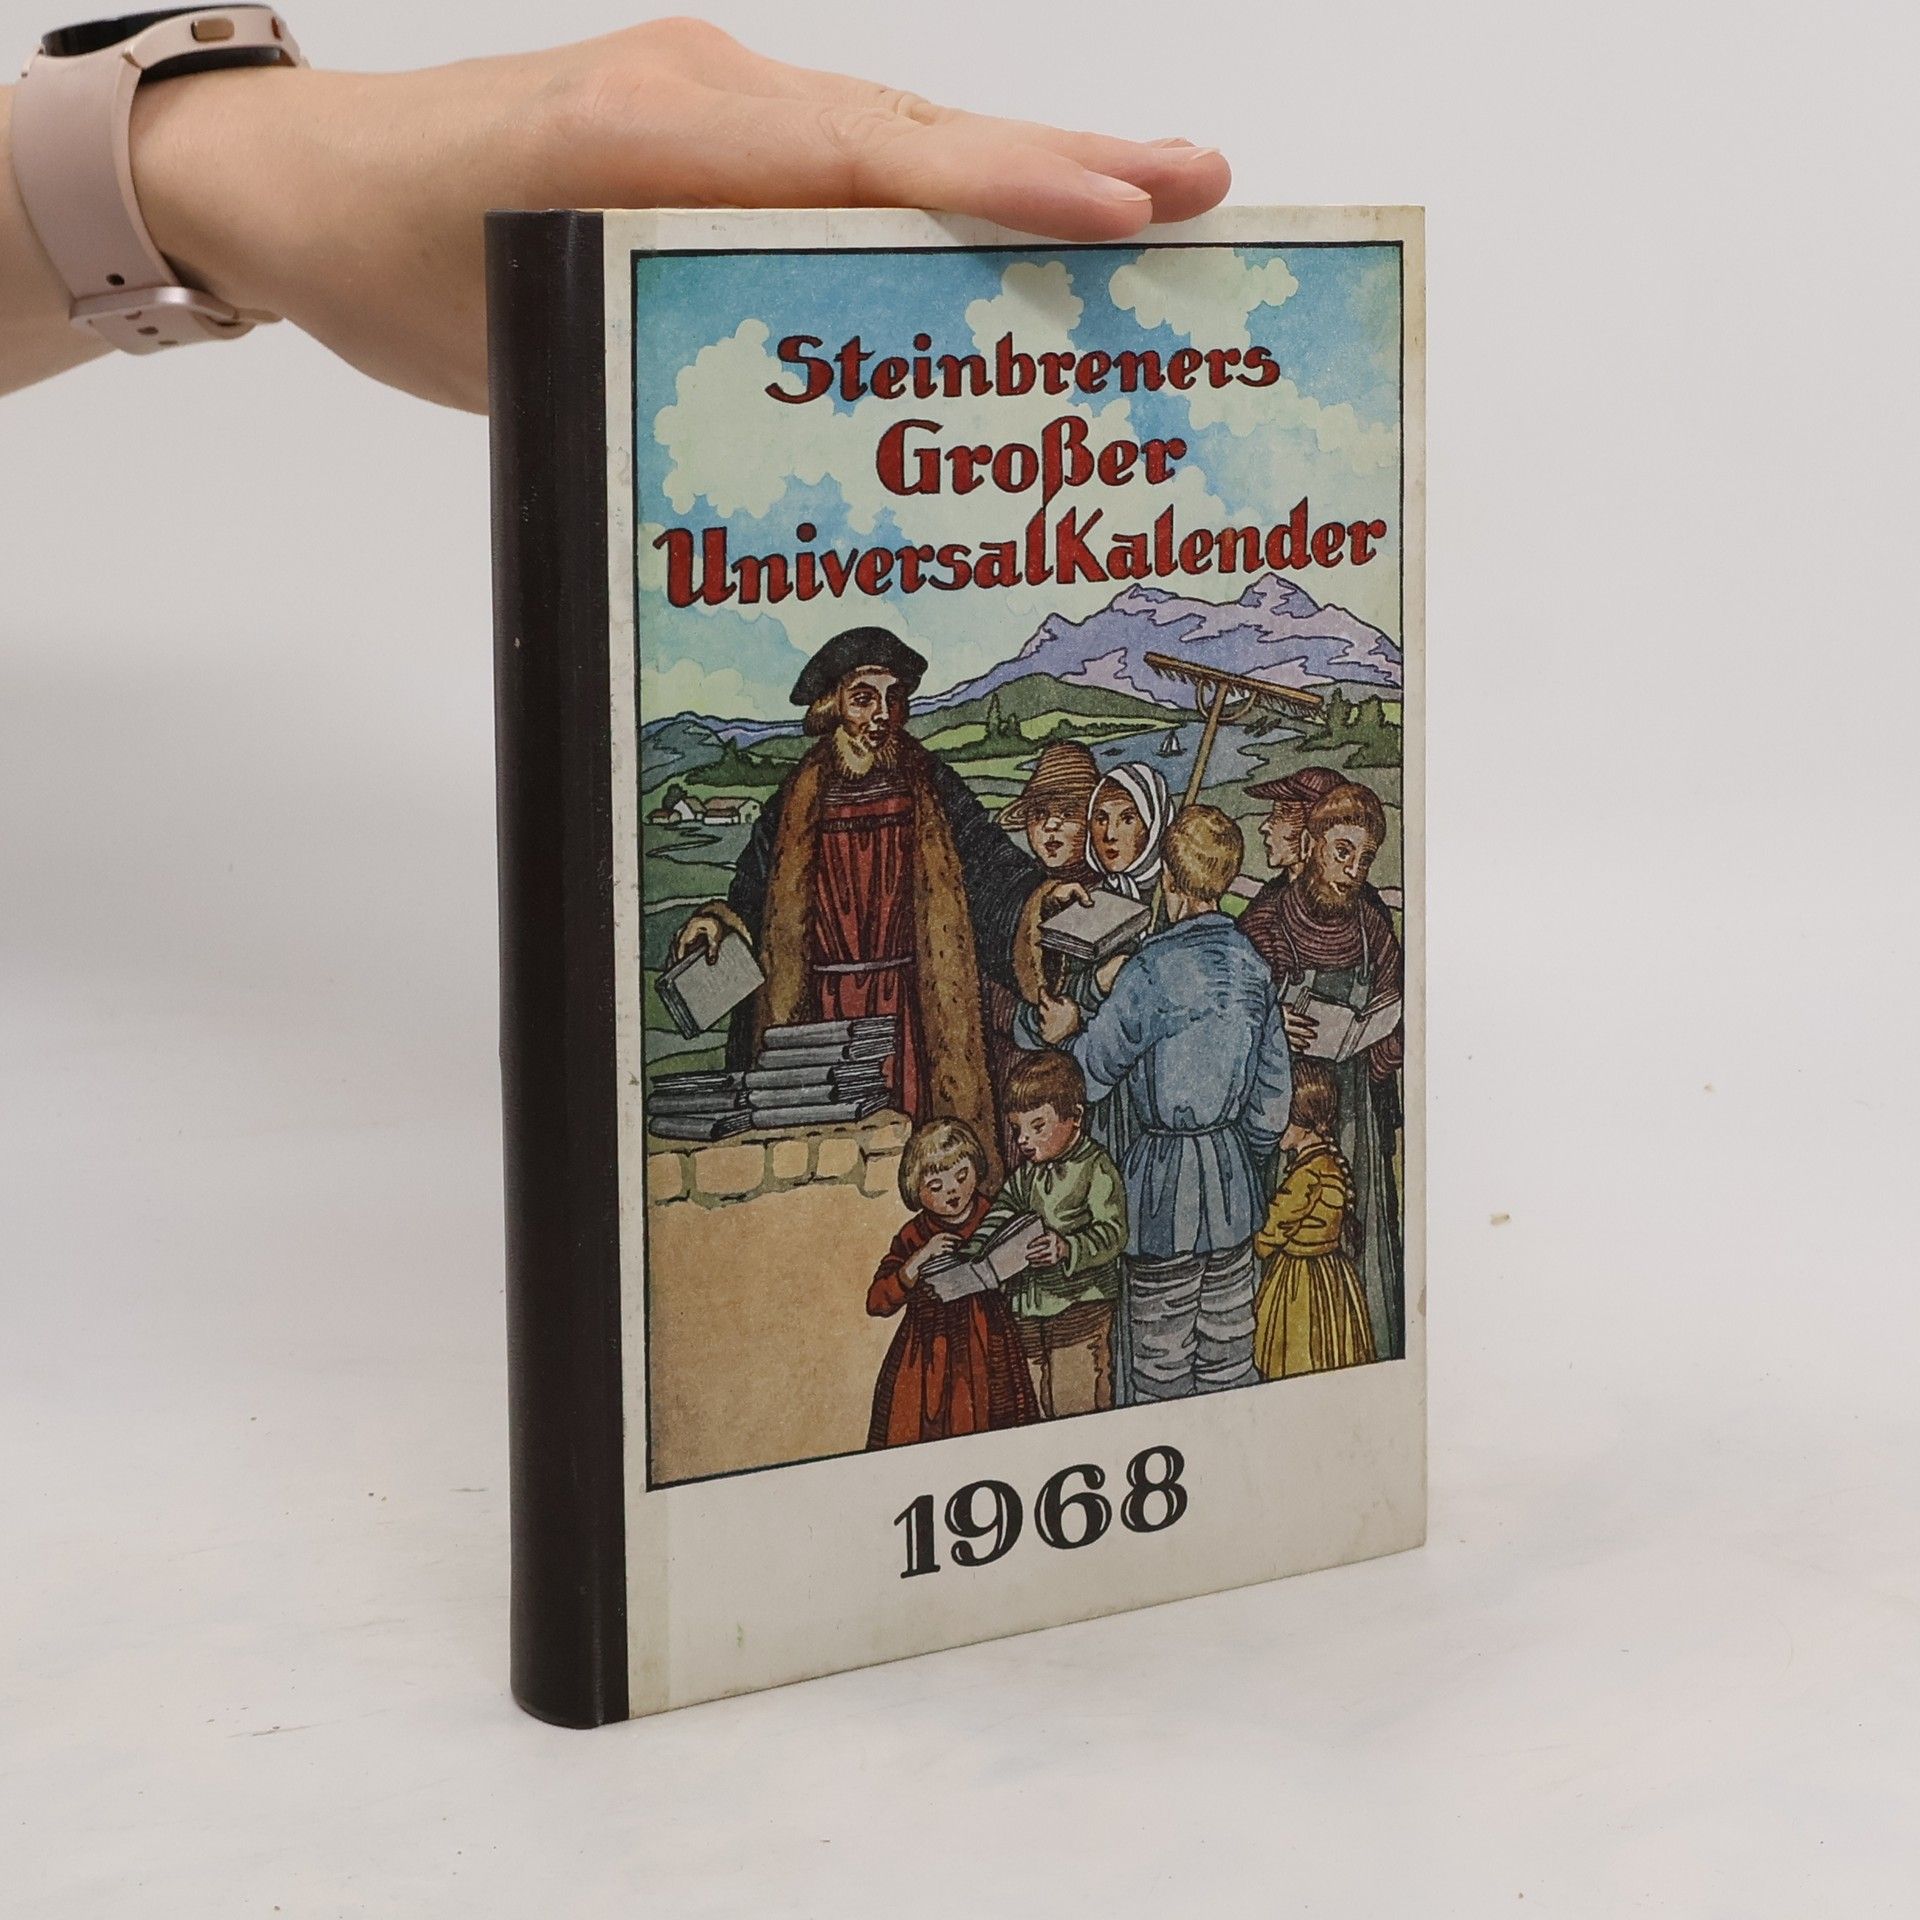 Steinbreners
Großer
UniversalKalender
1968